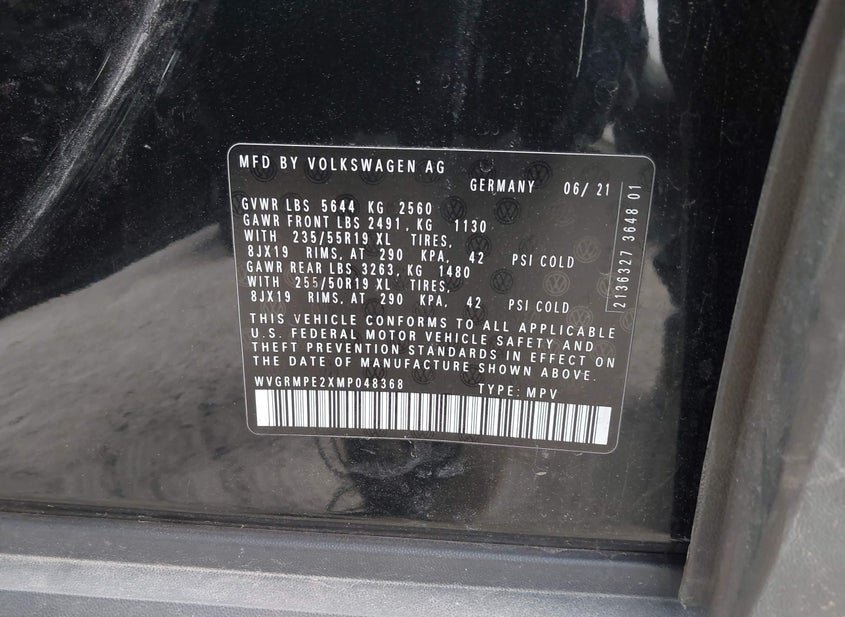 MFD BY VOLKSWAGEN AG
GERMANY 06/ 21
GVWR LBS 5644 KG 2560
GAWR FRONT LBS 2491, KG 1130
WITH 235/55R19 XL TIRES,
8JX19 RIMS, AT 290 KPA, 42 PSI COLD
GAWR REAR LBS 3263, KG 1480
WITH 255/50R19 XL TIRES,
8JX19 RIMS, AT 290 KPA, 42 PSI COLD
THIS VEHICLE CONFORMS TO ALL APPLICABLE
U.S. FEDERAL MOTOR VEHICLE SAFETY AND
THEFT PREVENTION STANDARDS IN EFFECT ON
THE DATE OF MANUFACTURE SHOWN ABOVE.
WVGRMPE2XMP048368 TYPE: MPV
2136327 3648 01